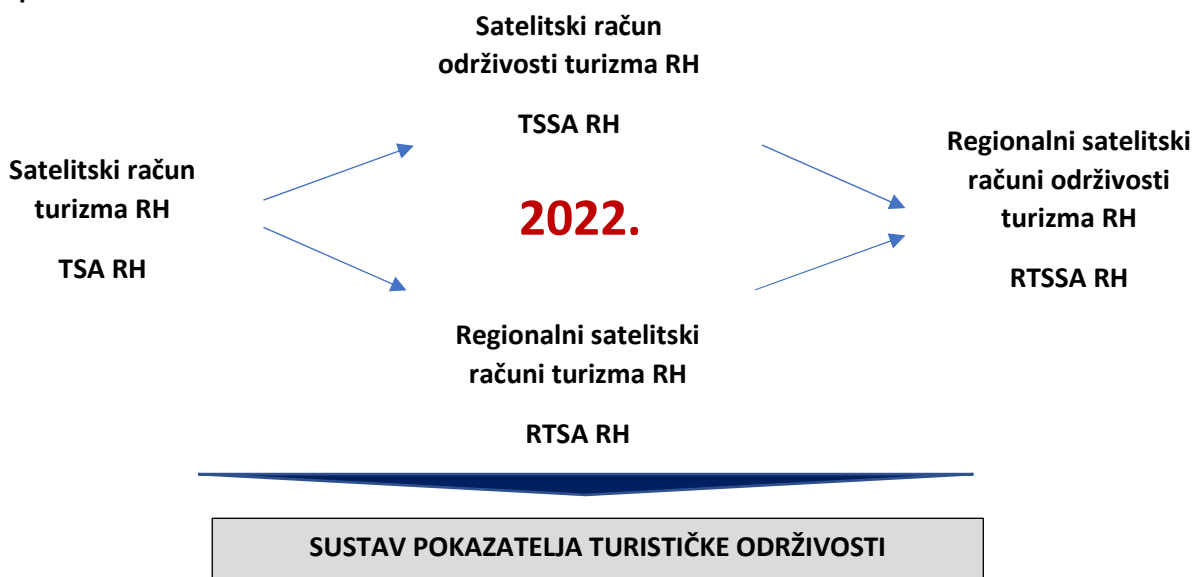 Satelitski račun
održivosti turizma RH
TSSA RH
Satelitski račun
turizma RH
TSA RH
2022.
Regionalni satelitski
računi održivosti
turizma RH
RTSSA RH
Regionalni satelitski
računi turizma RH
RTSA RH
SUSTAV POKAZATELJA TURISTIČKE ODRŽIVOSTI